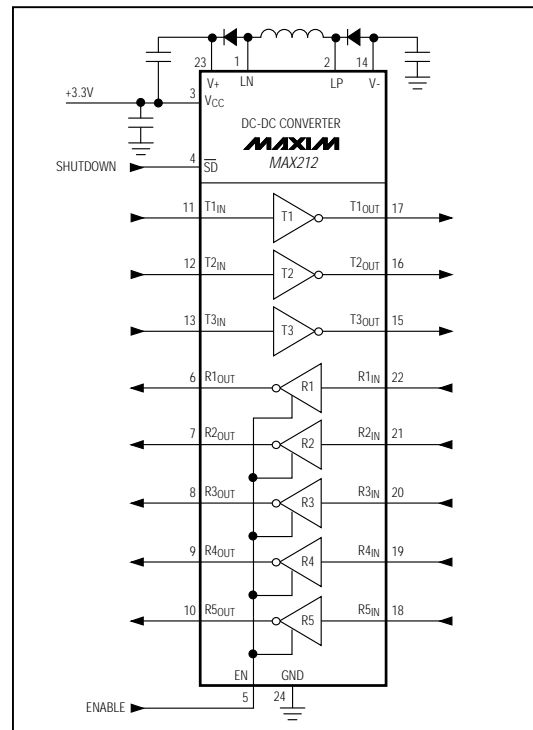 23 1 2 14
V+ LN LP V-
+3.3V 3 VCC
DC-DC CONVERTER
MAXIM
MAX212
SHUTDOWN 4 SD
11 T1IN T1 T1OUT 17
12 T2IN T2 T2OUT 16
13 T3IN T3 T3OUT 15
6 R1OUT R1 R1IN 22
7 R2OUT R2 R2IN 21
8 R3OUT R3 R3IN 20
9 R4OUT R4 R4IN 19
10 R5OUT R5 R5IN 18
EN GND
5 24
ENABLE